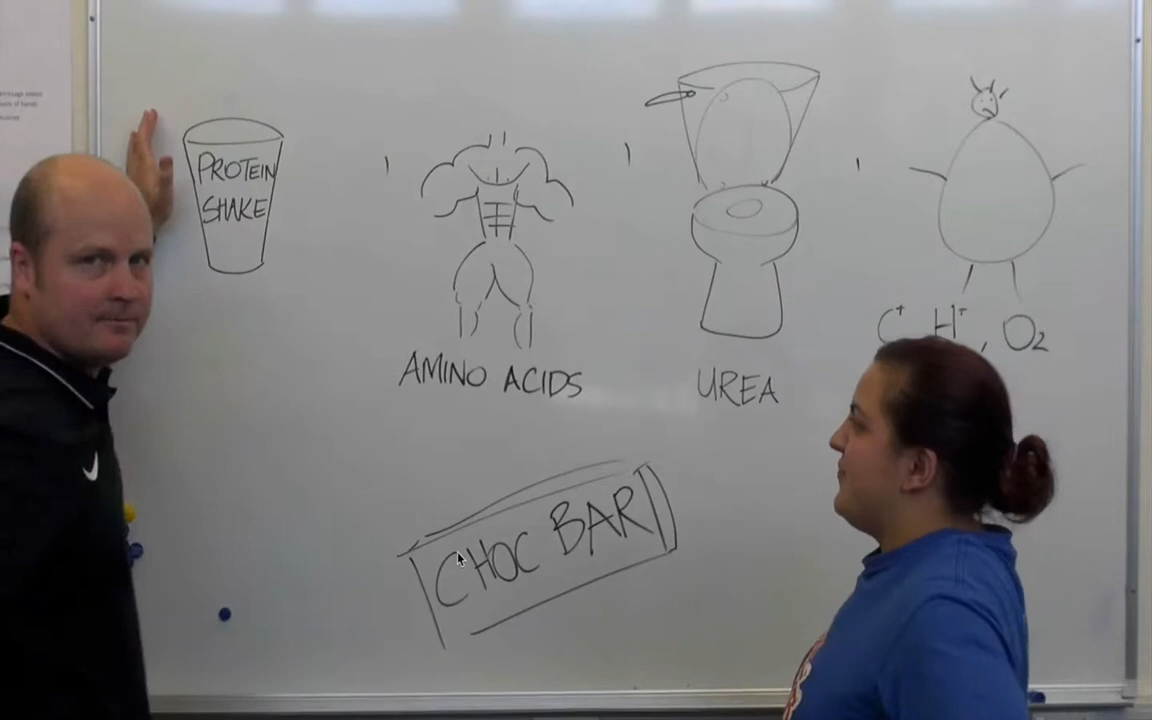 PROTEIN
SHAKE
AMINO ACIDS
UREA
C⁺ H⁺, O₂
CHOC BAR